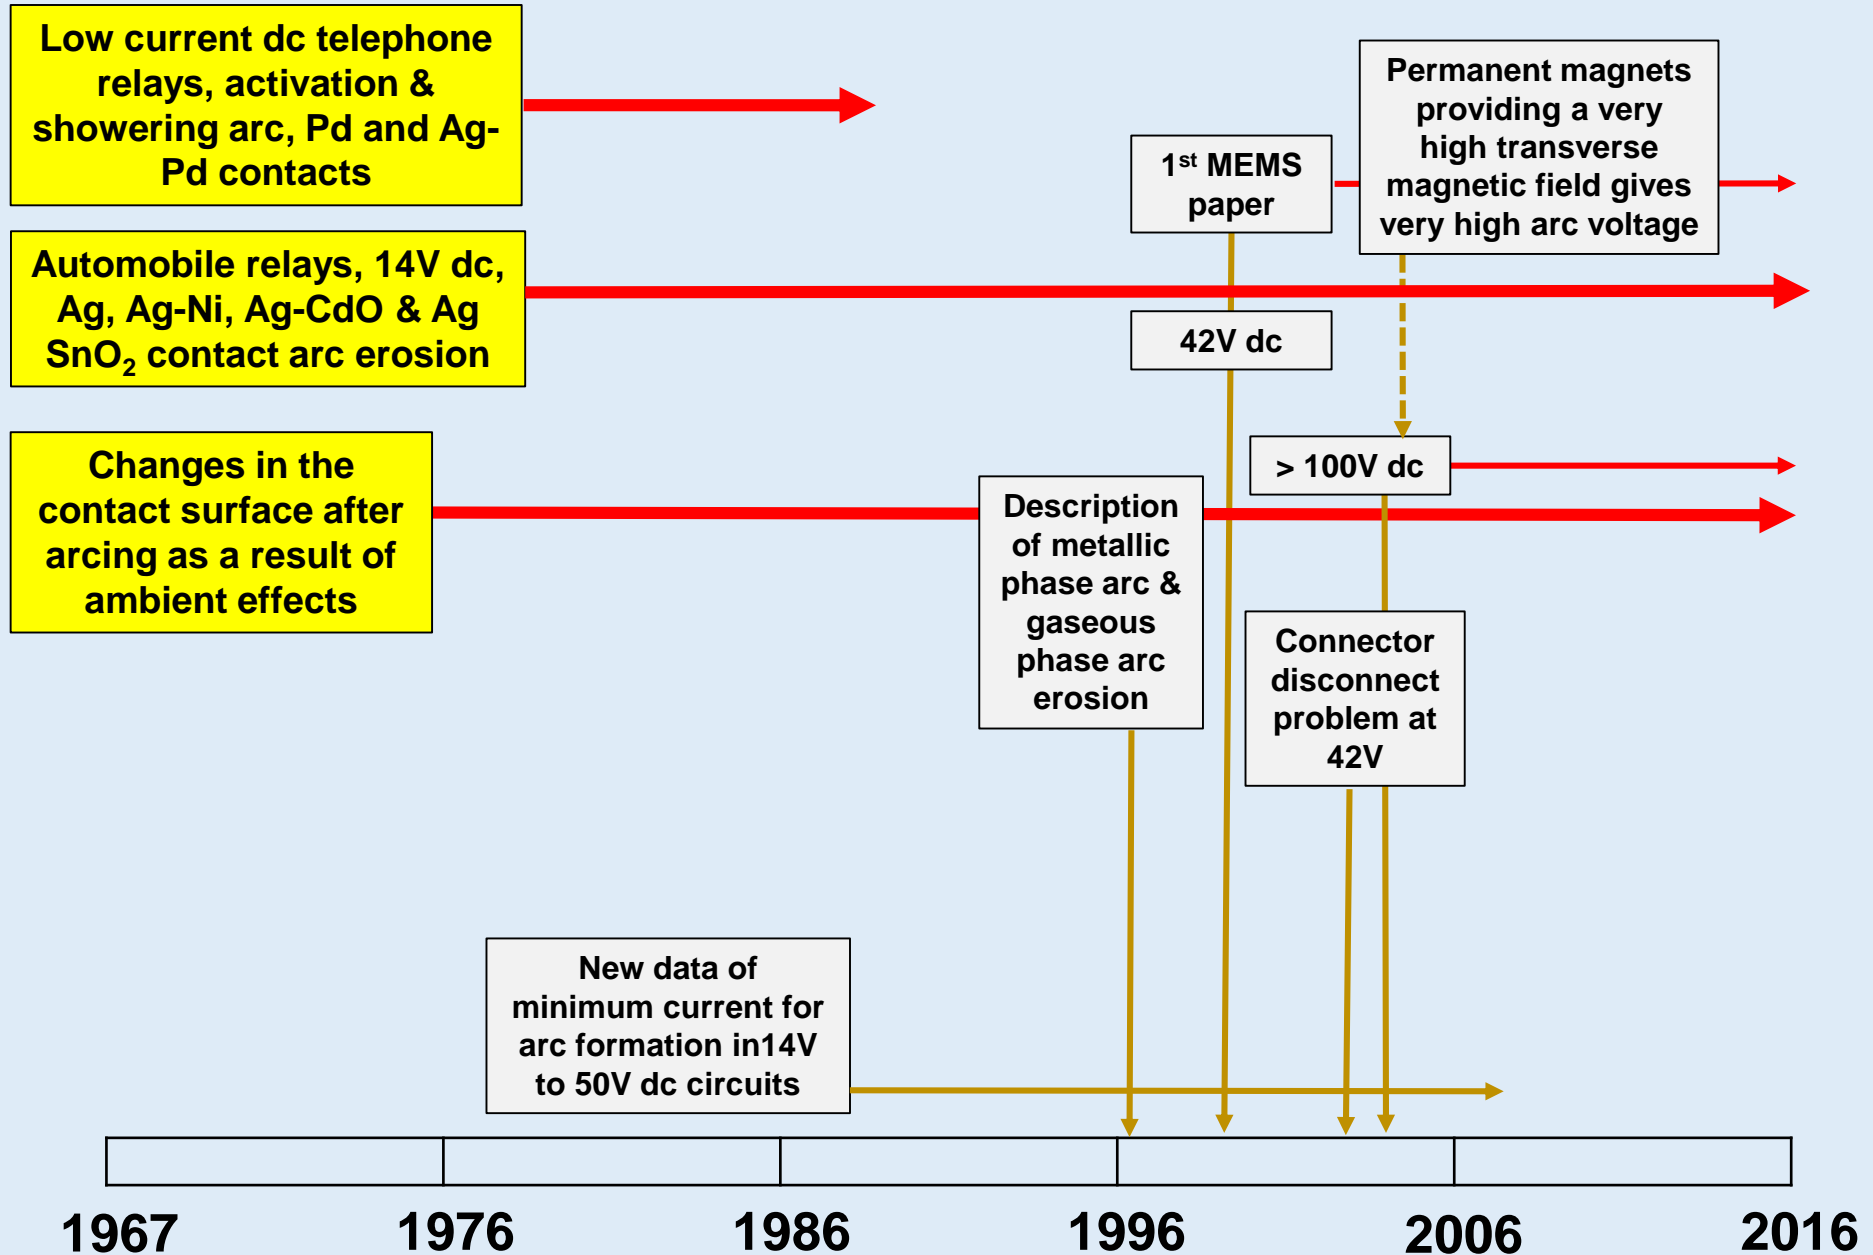 Low current dc telephone
relays, activation &
showering arc, Pd and Ag-
Pd contacts
Permanent magnets
providing a very
high transverse
magnetic field gives
very high arc voltage
1st MEMS
paper
Automobile relays, 14V dc,
Ag, Ag-Ni, Ag-CdO & Ag
SnO2 contact arc erosion
42V dc
Changes in the
contact surface after
arcing as a result of
ambient effects
> 100V dc
Description
of metallic
phase arc &
gaseous
phase arc
erosion
Connector
disconnect
problem at
42V
New data of
minimum current for
arc formation in14V
to 50V dc circuits
1967 1976 1986 1996 2006 2016